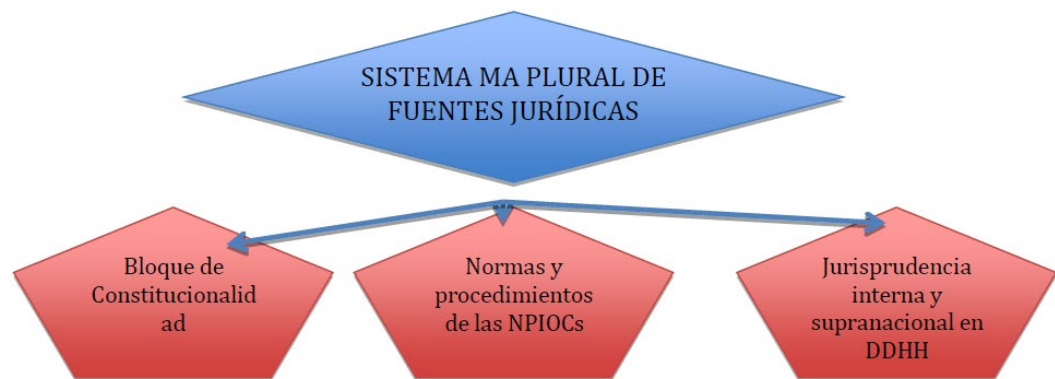 SISTEMA MA PLURAL DE
FUENTES JURÍDICAS
Bloque de
Constitucionalid
ad
Normas y
procedimientos
de las NPIOCs
Jurisprudencia
interna y
supranacional en
DDHH